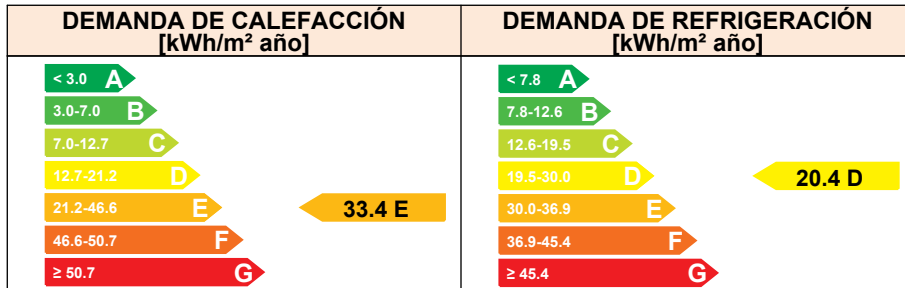 DEMANDA DE CALEFACCIÓN
[kWh/m² año]
< 3.0 A
3.0-7.0 B
7.0-12.7 C
12.7-21.2 D
21.2-46.6 E
46.6-50.7 F
≥ 50.7 G
33.4 E
DEMANDA DE REFRIGERACIÓN
[kWh/m² año]
< 7.8 A
7.8-12.6 B
12.6-19.5 C
19.5-30.0 D
30.0-36.9 E
36.9-45.4 F
≥ 45.4 G
20.4 D